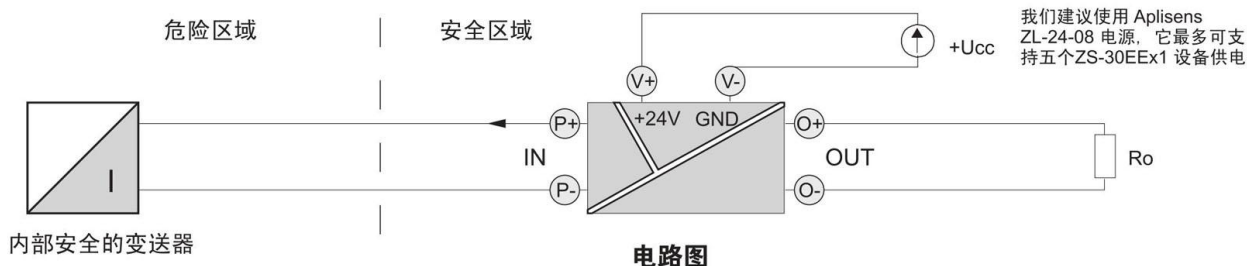 危险区域
安全区域
我们建议使用 Aplisens
ZL-24-08 电源，它最多可支
持五个ZS-30EEx1 设备供电
+Ucc
V+
V-
+24V
GND
P+
O+
IN
OUT
Ro
I
P-
O-
内部安全的变送器
电路图